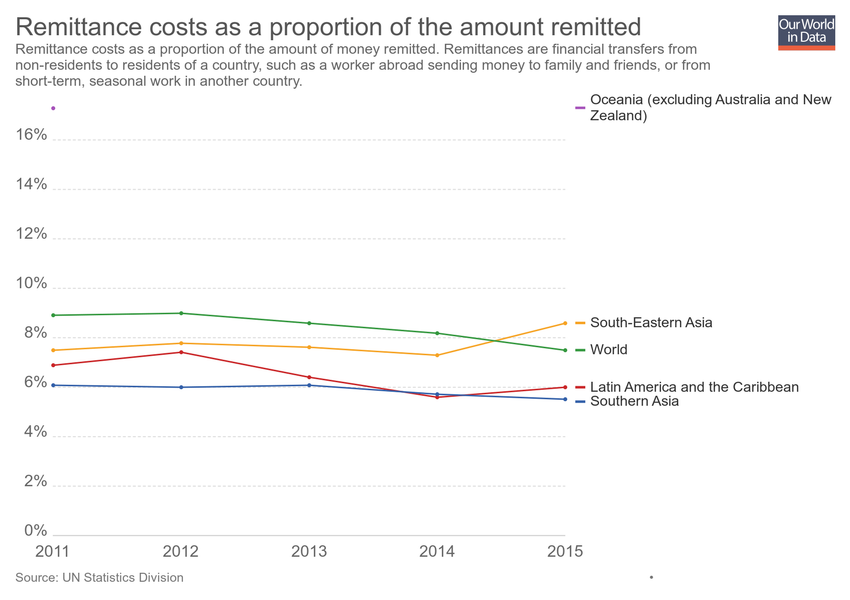 Remittance costs as a proportion of the amount remitted
Our World
in Data
Remittance costs as a proportion of the amount of money remitted. Remittances are financial transfers from
non-residents to residents of a country, such as a worker abroad sending money to family and friends, or from
short-term, seasonal work in another country.
Oceania (excluding Australia and New
Zealand)
16%
14%
12%
10%
8%
6%
4%
2%
0%
South-Eastern Asia
World
Latin America and the Caribbean
Southern Asia
2011 2012 2013 2014 2015
Source: UN Statistics Division